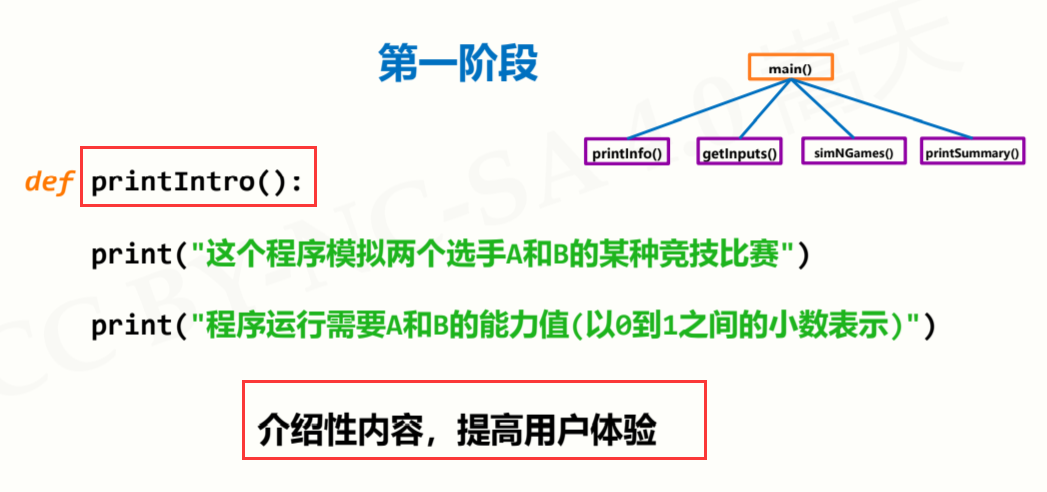 第一阶段
main()
printInfo()
getInputs()
simNGames()
printSummary()
def printIntro():
print("这个程序模拟两个选手A和B的某种竞技比赛")
print("程序运行需要A和B的能力值(以0到1之间的小数表示)")
介绍性内容，提高用户体验
CC BY-NC-SA 4.0 嵩天